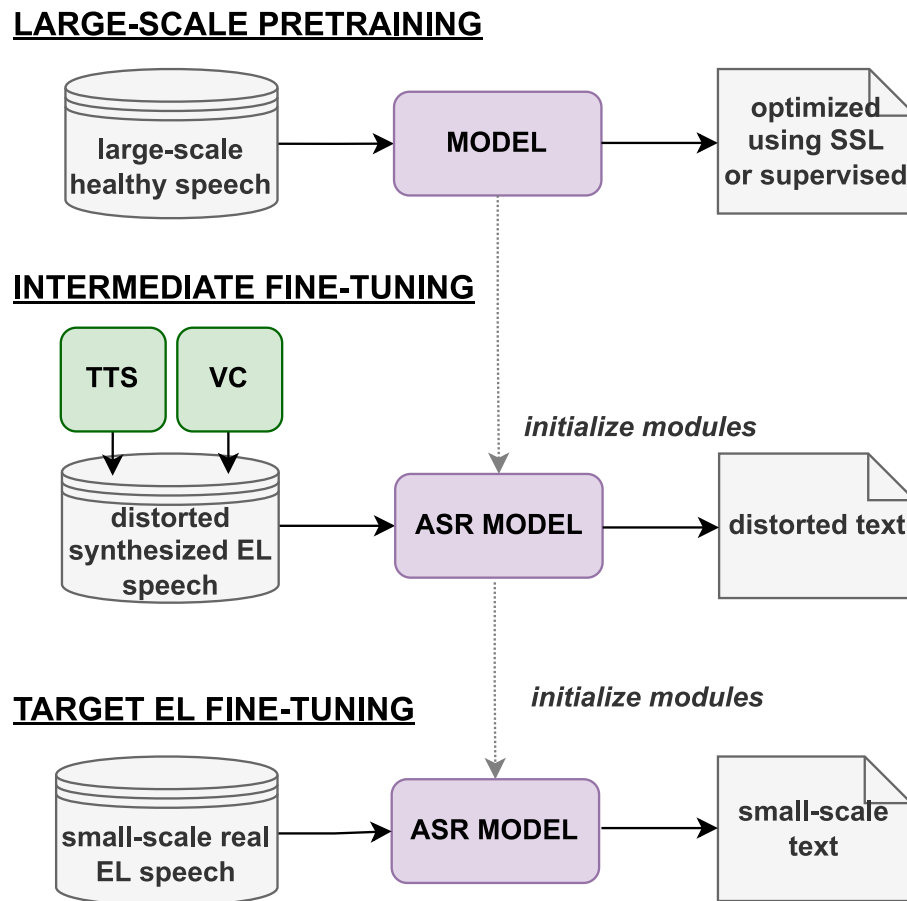 LARGE-SCALE PRETRAINING
large-scale
healthy speech
MODEL
optimized
using SSL
or supervised
INTERMEDIATE FINE-TUNING
TTS
VC
initialize modules
distorted
synthesized EL
speech
ASR MODEL
distorted text
initialize modules
TARGET EL FINE-TUNING
small-scale real
EL speech
ASR MODEL
small-scale
text